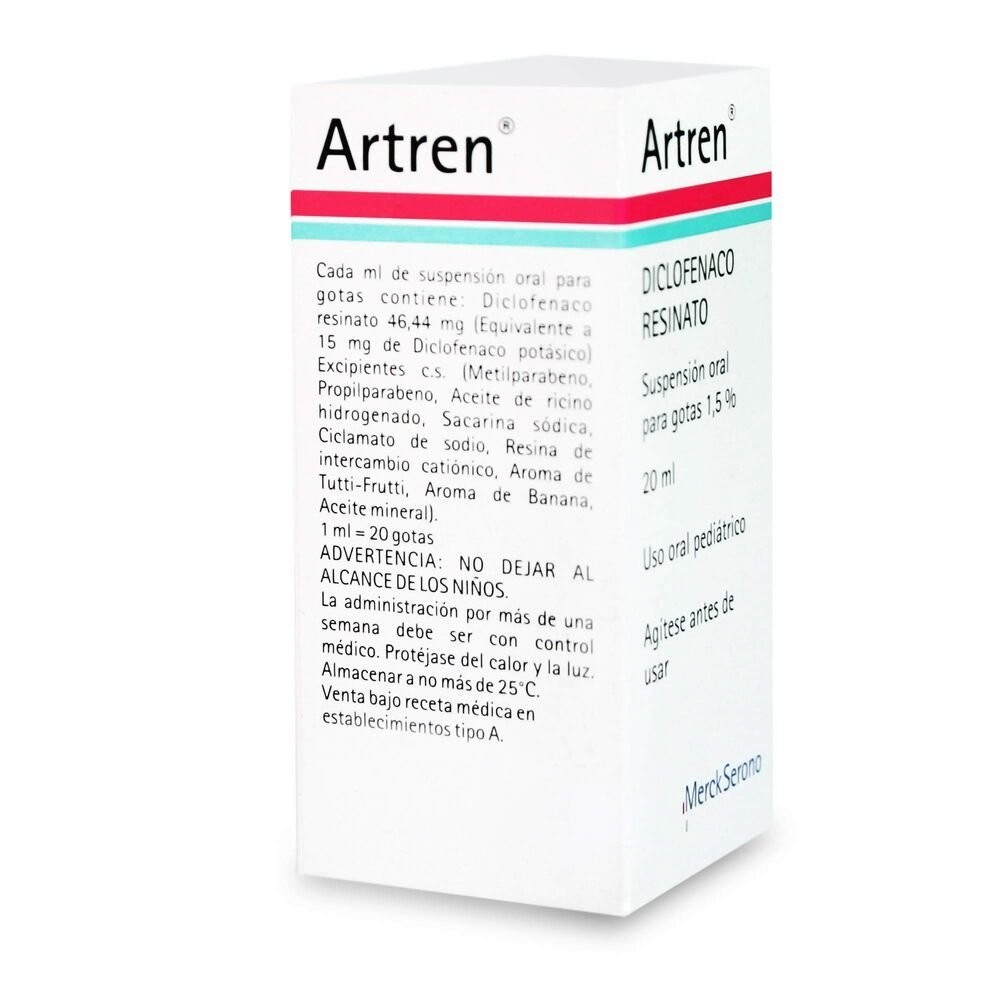 Artren®
Cada ml de suspensión oral para
gotas contiene: Diclofenaco
resinato 46,44 mg (Equivalente a
15 mg de Diclofenaco potásico)
Excipientes c.s. (Metilparabeno,
Propilparabeno, Aceite de ricino
hidrogenado, Sacarina sódica,
Ciclamato de sodio, Resina de
intercambio catiónico, Aroma de
Tutti-Frutti, Aroma de Banana,
Aceite mineral).
1 ml = 20 gotas
ADVERTENCIA: NO DEJAR AL
ALCANCE DE LOS NIÑOS.
La administración por más de una
semana debe ser con control
médico. Protéjase del calor y la luz.
Almacenar a no más de 25°C.
Venta bajo receta médica en
establecimientos tipo A.
Artren®
DICLOFENACO
RESINATO
Suspensión oral
para gotas 1,5 %
20 ml
Uso oral pediátrico
Agítese antes de
usar
Merck Serono